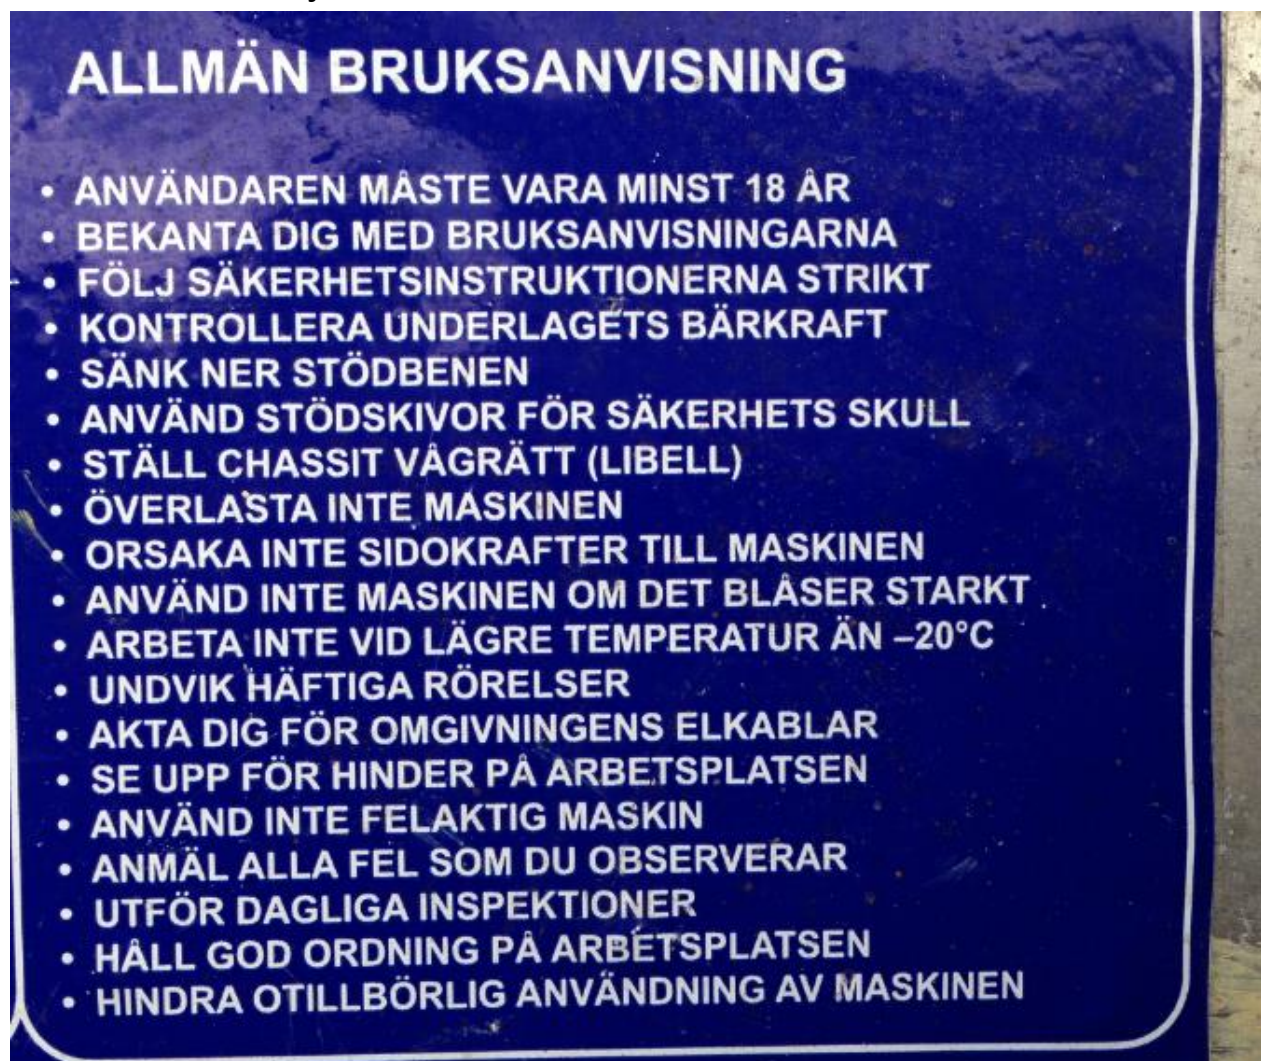 ALLMÄN BRUKSANVISNING
• ANVÄNDAREN MÅSTE VARA MINST 18 ÅR
• BEKANTA DIG MED BRUKSANVISNINGARNA
• FÖLJ SÄKERHETSINSTRUKTIONERNA STRIKT
• KONTROLLERA UNDERLAGETS BÄRKRAFT
• SÄNK NER STÖDBENEN
• ANVÄND STÖDSKIVOR FÖR SÄKERHETS SKULL
• STÄLL CHASSIT VÅGRÄTT (LIBELL)
• ÖVERLASTA INTE MASKINEN
• ORSAKA INTE SIDOKRAFTER TILL MASKINEN
• ANVÄND INTE MASKINEN OM DET BLÅSER STARKT
• ARBETA INTE VID LÄGRE TEMPERATUR ÄN –20°C
• UNDVIK HÄFTIGA RÖRELSER
• AKTA DIG FÖR OMGIVNINGENS ELKABLAR
• SE UPP FÖR HINDER PÅ ARBETSPLATSEN
• ANVÄND INTE FELAKTIG MASKIN
• ANMÄL ALLA FEL SOM DU OBSERVERAR
• UTFÖR DAGLIGA INSPEKTIONER
• HÅLL GOD ORDNING PÅ ARBETSPLATSEN
• HINDRA OTILLBÖRLIG ANVÄNDNING AV MASKINEN